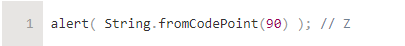 1 alert( String.fromCodePoint(90) ); // Z